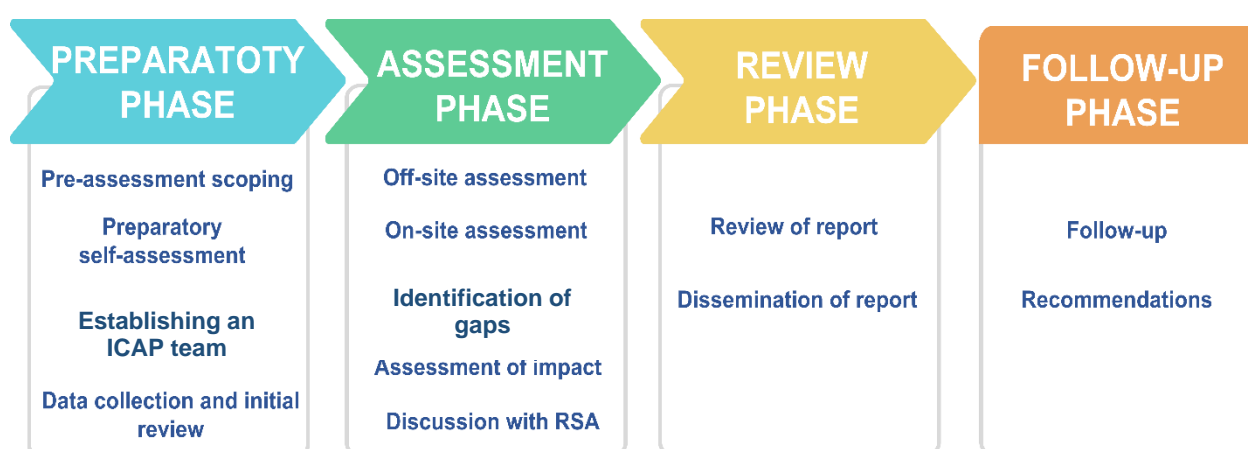 PREPARATOTY
PHASE
Pre-assessment scoping
Preparatory
self-assessment
Establishing an
ICAP team
Data collection and initial
review
ASSESSMENT
PHASE
Off-site assessment
On-site assessment
Identification of
gaps
Assessment of impact
Discussion with RSA
REVIEW
PHASE
Review of report
Dissemination of report
FOLLOW-UP
PHASE
Follow-up
Recommendations